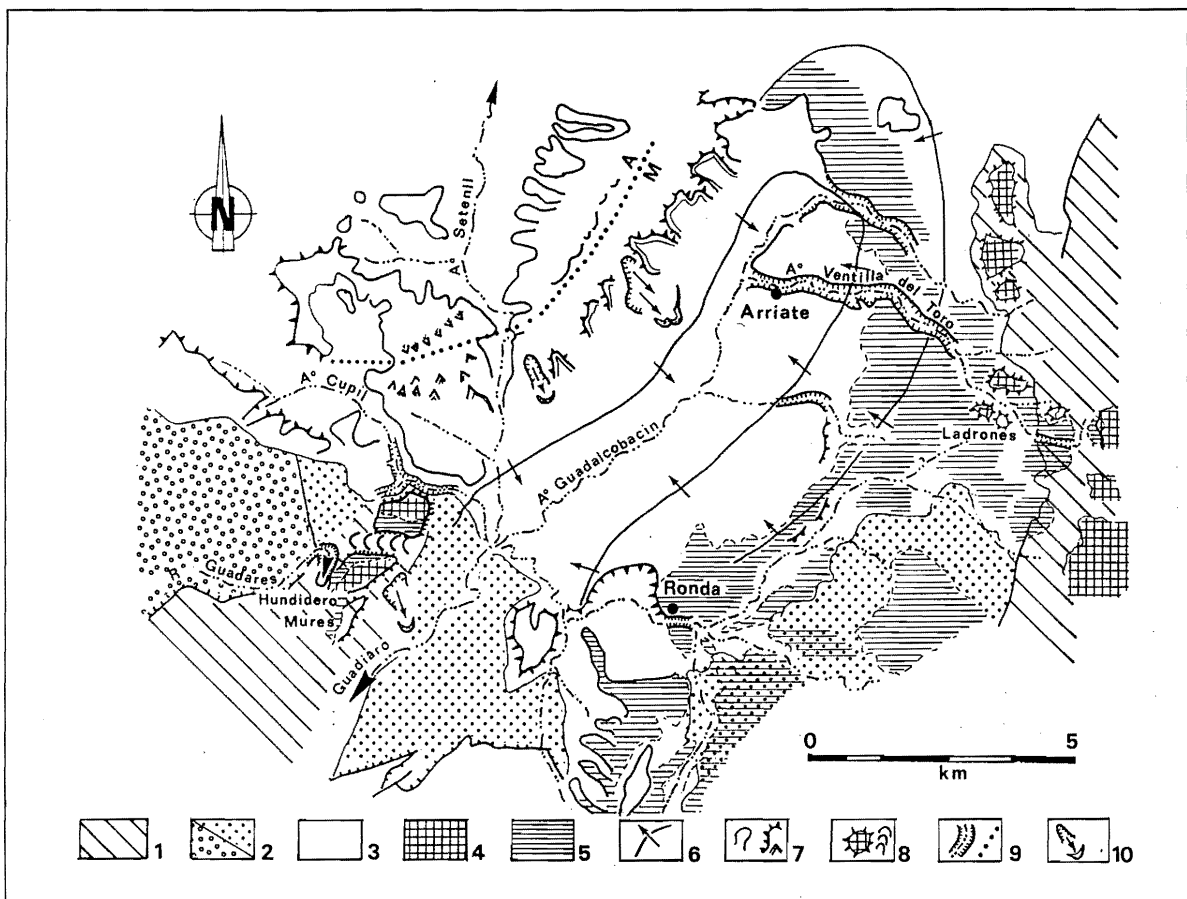 N
A° Setenil
A
M
A° Ventilla del Toro
Arriate
A° Cupil
A° Guadalcobacin
Ladrones
Guadares
Hundidero
Mures
Ronda
Guadiaro
0 5
km
1 2 3 4 5 6 7 8 9 10